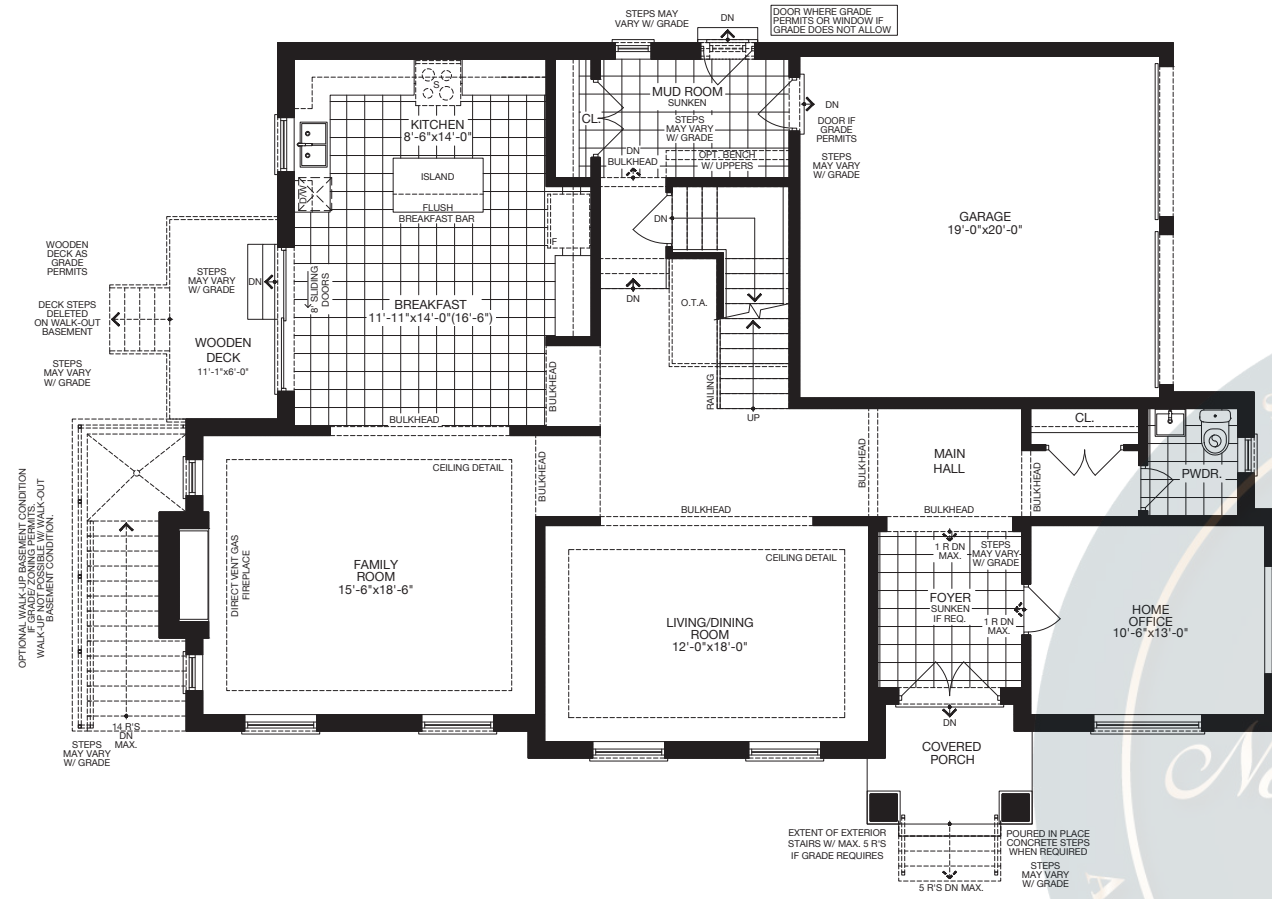 STEPS MAY
VARY W/ GRADE
DN
DOOR WHERE GRADE
PERMITS OR WINDOW IF
GRADE DOES NOT ALLOW
S
KITCHEN
8'-6"x14'-0"
ISLAND
FLUSH
BREAKFAST BAR
D/W
F
CL.
MUD ROOM
SUNKEN
STEPS
MAY VARY
W/ GRADE
OPT. BENCH
W/ UPPERS
DN
BULKHEAD
DN
DOOR IF
GRADE
PERMITS
STEPS
MAY VARY
W/ GRADE
GARAGE
19'-0"x20'-0"
DN
DN
O.T.A.
RAILING
UP
WOODEN
DECK AS
GRADE
PERMITS
DECK STEPS
DELETED
ON WALK-OUT
BASEMENT
STEPS
MAY VARY
W/ GRADE
STEPS
MAY VARY
W/ GRADE
DN
8' SLIDING
DOORS
WOODEN
DECK
11'-1"x6'-0"
BREAKFAST
11'-11"x14'-0"(16'-6")
BULKHEAD
BULKHEAD
BULKHEAD
BULKHEAD
BULKHEAD
MAIN
HALL
BULKHEAD
BULKHEAD
CL.
PWDR.
OPTIONAL WALK-UP BASEMENT CONDITION
IF GRADE/ ZONING PERMITS.
WALK-UP NOT POSSIBLE W/ WALK-OUT
BASEMENT CONDITION.
14 R'S
DN
MAX.
STEPS
MAY VARY
W/ GRADE
CEILING DETAIL
DIRECT VENT GAS
FIREPLACE
FAMILY
ROOM
15'-6"x18'-6"
CEILING DETAIL
LIVING/DINING
ROOM
12'-0"x18'-0"
1 R DN
MAX.
STEPS
MAY VARY
W/ GRADE
FOYER
SUNKEN
IF REQ.
1 R DN
MAX.
HOME
OFFICE
10'-6"x13'-0"
DN
COVERED
PORCH
EXTENT OF EXTERIOR
STAIRS W/ MAX. 5 R'S
IF GRADE REQUIRES
POURED IN PLACE
CONCRETE STEPS
WHEN REQUIRED
STEPS
MAY VARY
W/ GRADE
5 R'S DN MAX.